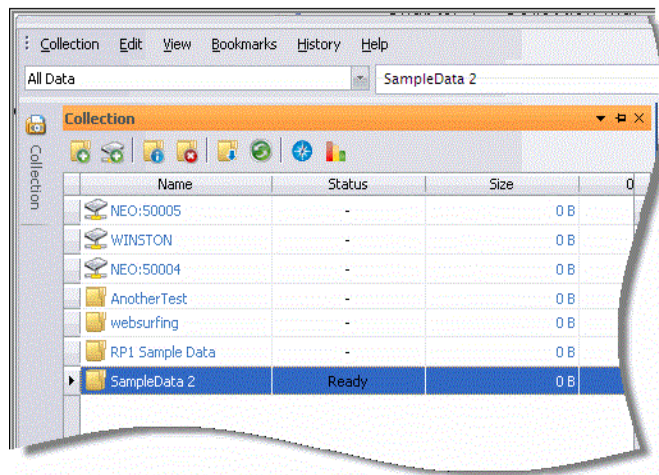 Collection Edit View Bookmarks History Help
All Data SampleData 2
Collection
Collection
Name Status Size
NEO:50005 - 0 B
WINSTON - 0 B
NEO:50004 - 0 B
AnotherTest - 0 B
websurfing - 0 B
RP1 Sample Data - 0 B
SampleData 2 Ready 0 B